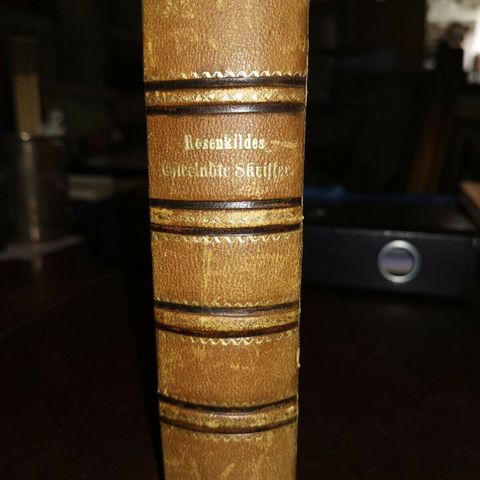 Rosenkildes
Efterladte Skrifter.